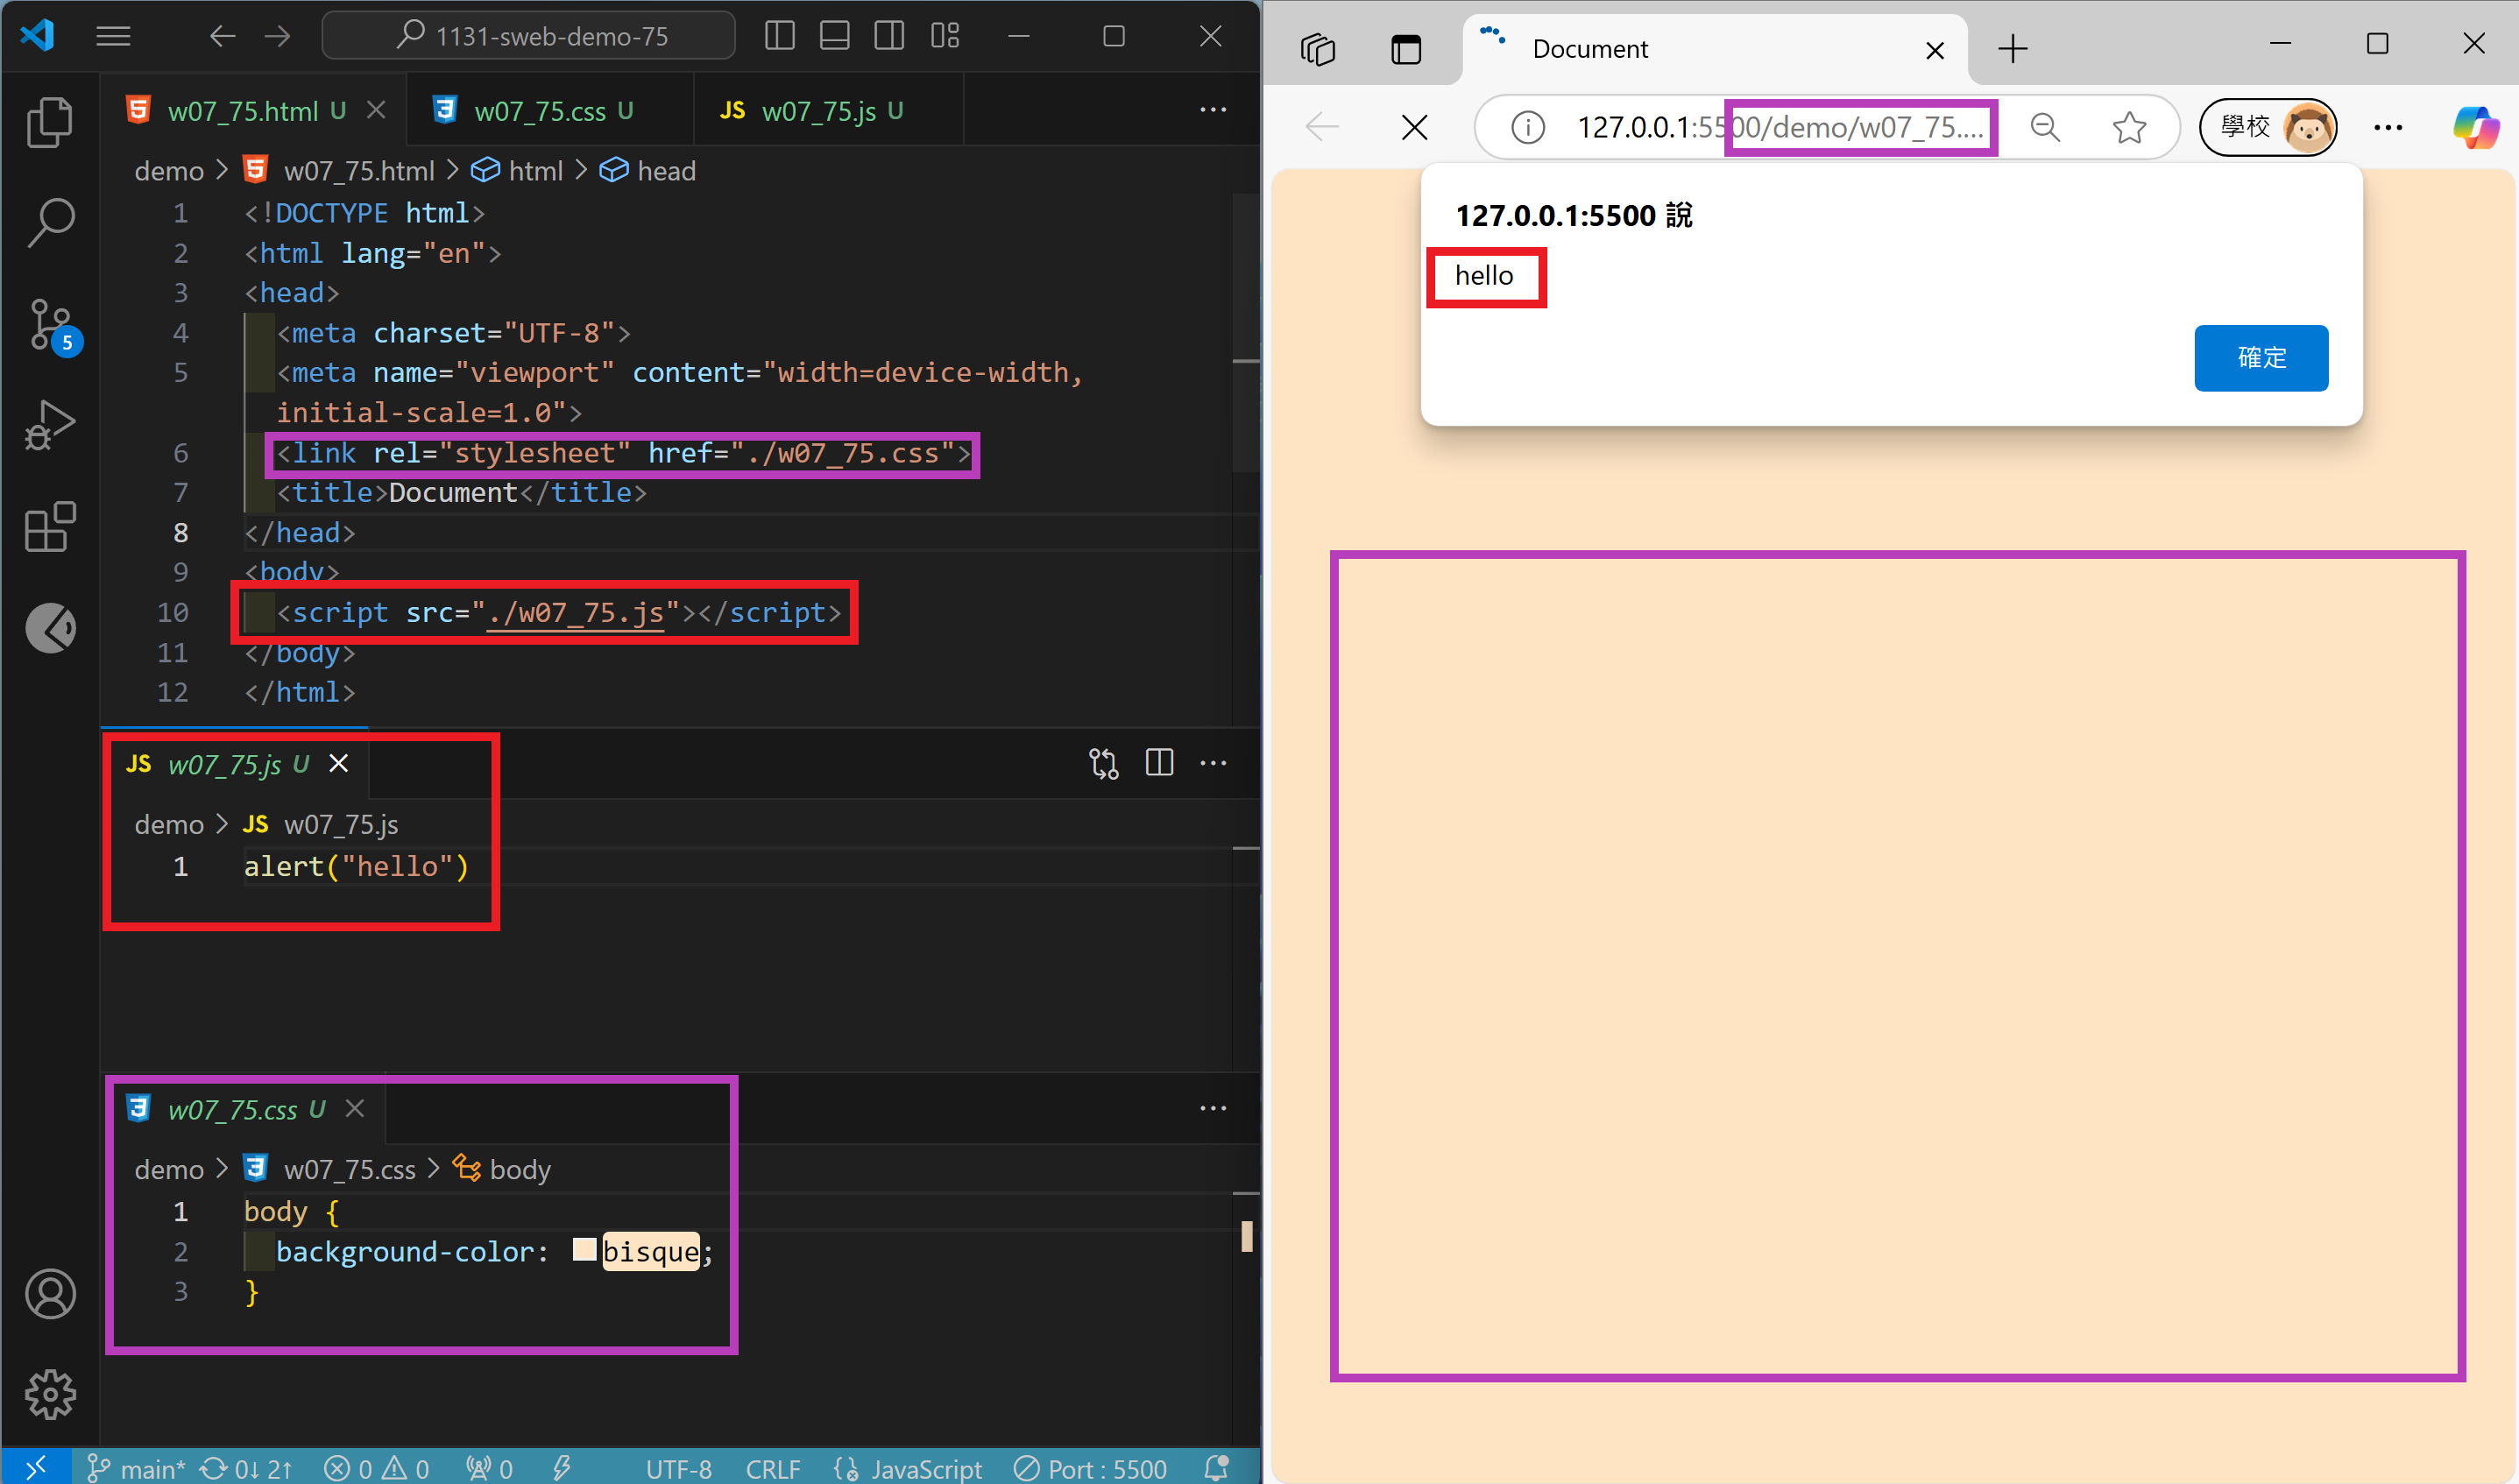 1131-sweb-demo-75
w07_75.html U
w07_75.css U
JS w07_75.js U
demo > w07_75.html > html > head
1 <!DOCTYPE html>
2 <html lang="en">
3 <head>
4 <meta charset="UTF-8">
5 <meta name="viewport" content="width=device-width,
initial-scale=1.0">
6 <link rel="stylesheet" href="./w07_75.css">
7 <title>Document</title>
8 </head>
9 <body>
10 <script src="./w07_75.js"></script>
11 </body>
12 </html>
JS w07_75.js U
demo > JS w07_75.js
1 alert("hello")
w07_75.css U
demo > w07_75.css > body
1 body {
2 background-color: bisque;
3 }
5
main* 0↓ 2↑ 0 0 0 UTF-8 CRLF JavaScript Port : 5500
Document
127.0.0.1:5500/demo/w07_75....
學校
127.0.0.1:5500 說
hello
確定